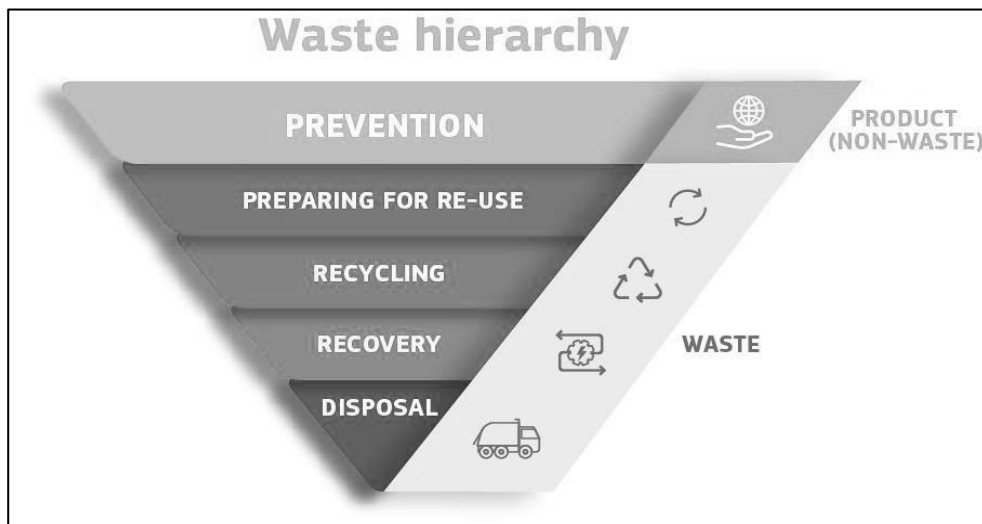 Waste hierarchy
PREVENTION
PRODUCT
(NON-WASTE)
PREPARING FOR RE-USE
RECYCLING
RECOVERY
WASTE
DISPOSAL